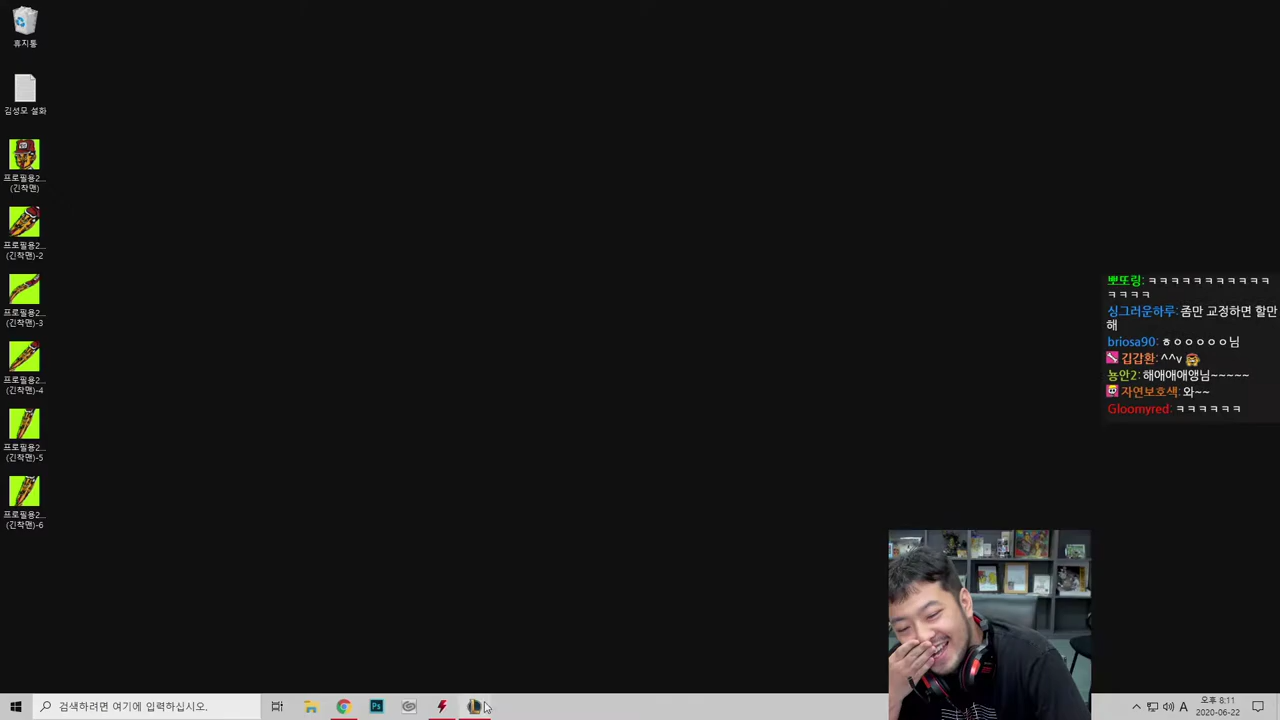 휴지통
김성모 설화
프로필용2...
(긴착맨)
프로필용2...
(긴착맨)-2
프로필용2...
(긴착맨)-3
프로필용2...
(긴착맨)-4
프로필용2...
(긴착맨)-5
프로필용2...
(긴착맨)-6
뽀또링: ㅋㅋㅋㅋㅋㅋㅋㅋㅋㅋㅋ
ㅋㅋㅋㅋ
싱그러운하루: 좀만 교정하면 할만
해
briosa90: ㅎㅇㅇㅇㅇㅇ님
김갑환: ^^v
뇽안2: 해애애애앵님~~~~~
자연보호색: 와~~
Gloomyred: ㅋㅋㅋㅋㅋㅋ
검색하려면 여기에 입력하십시오.
Ps
A
오후 8:11
2020-06-22